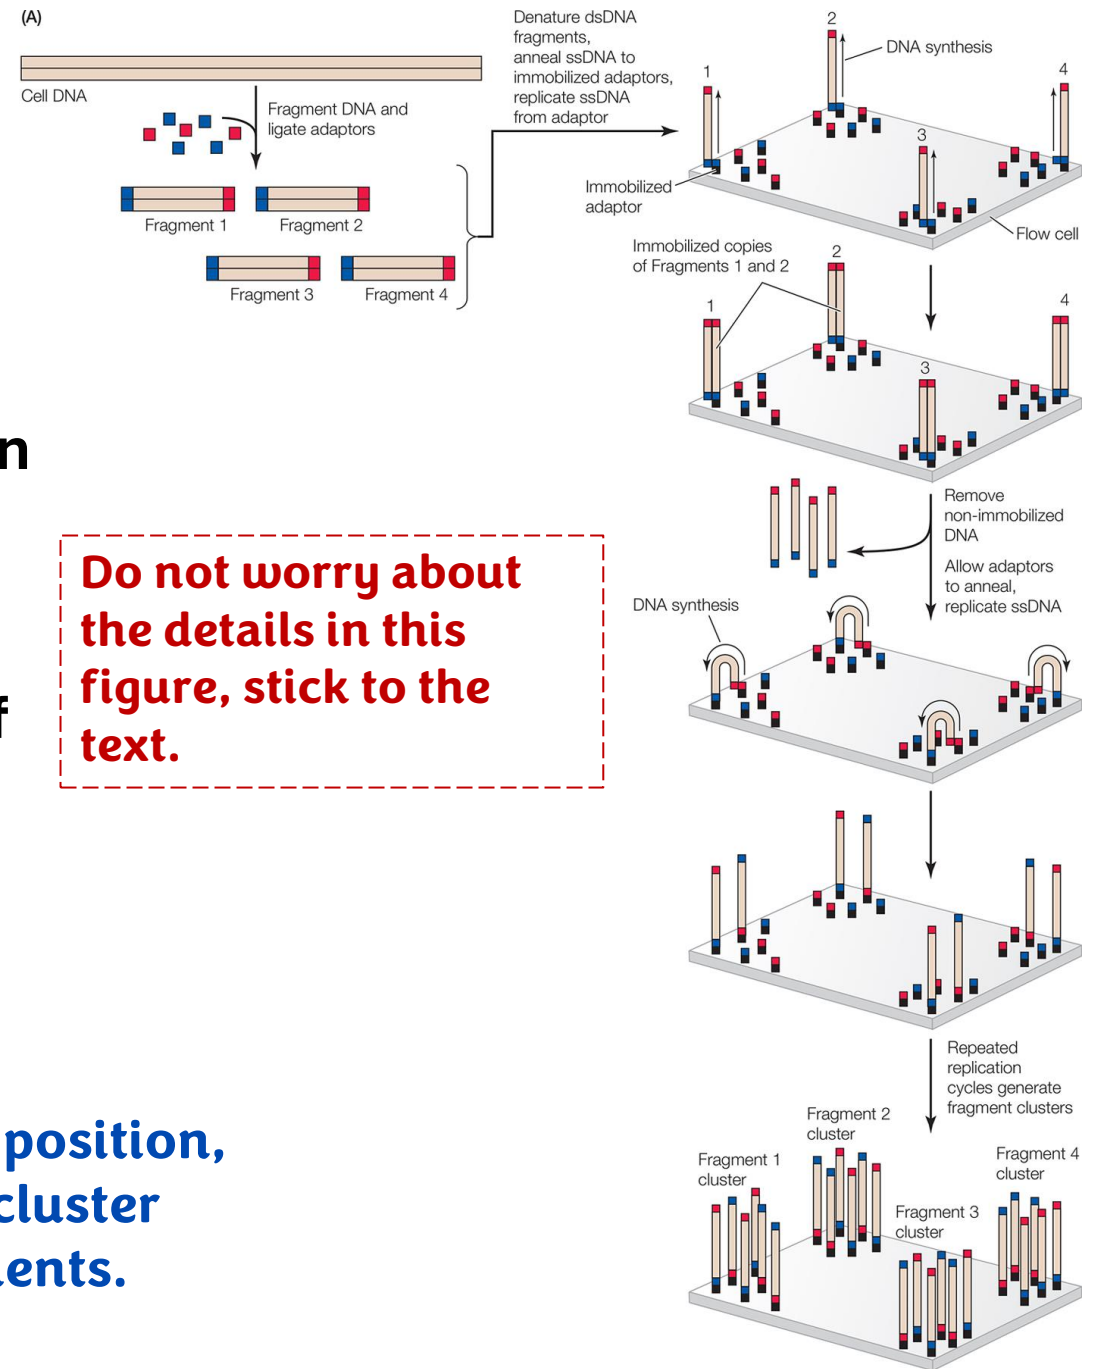 (A)
Cell DNA
Fragment DNA and
ligate adaptors
Fragment 1
Fragment 2
Fragment 3
Fragment 4
Denature dsDNA
fragments,
anneal ssDNA to
immobilized adaptors,
replicate ssDNA
from adaptor
1
2
3
4
DNA synthesis
Immobilized
adaptor
Flow cell
Immobilized copies
of Fragments 1 and 2
1
2
3
4
n
Do not worry about
the details in this
figure, stick to the
text.
f
Remove
non-immobilized
DNA
Allow adaptors
to anneal,
replicate ssDNA
DNA synthesis
Repeated
replication
cycles generate
fragment clusters
Fragment 1
cluster
Fragment 2
cluster
Fragment 3
cluster
Fragment 4
cluster
position,
cluster
ents.